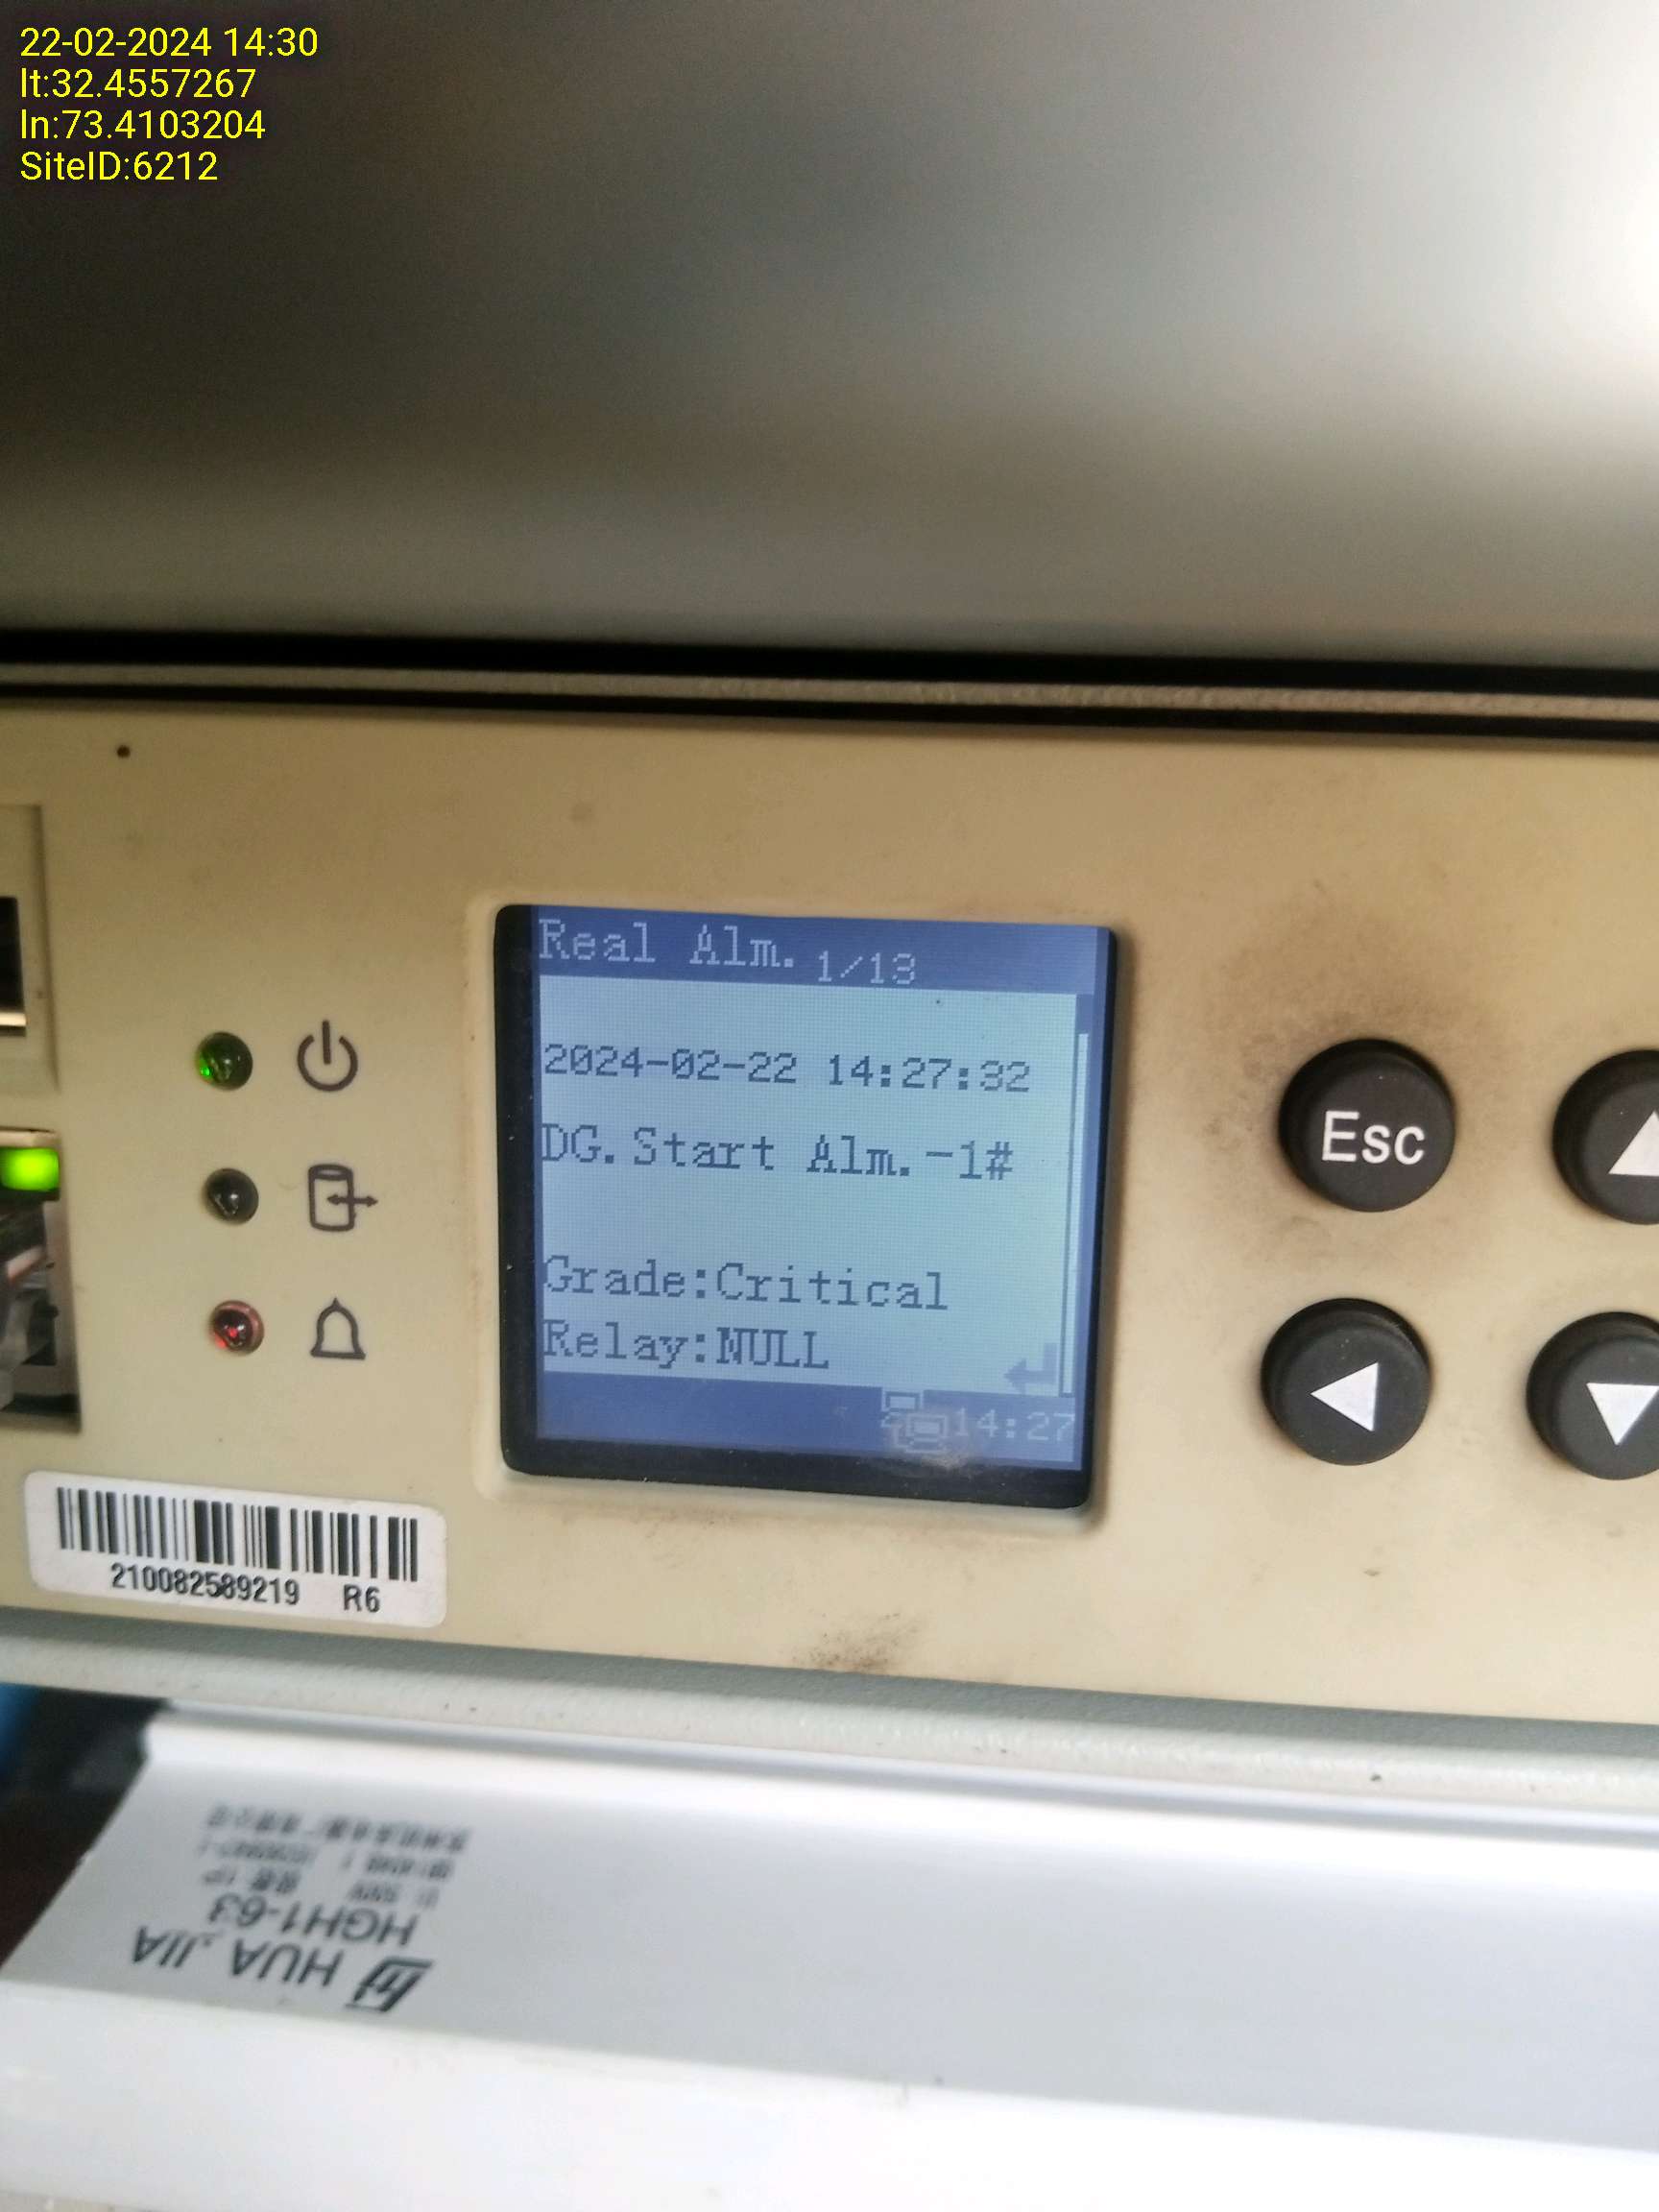 22-02-2024 14:30
lt:32.4557267
ln:73.4103204
SiteID:6212
Real Alm. 1/13
2024-02-22 14:27:32
DG.Start Alm.-1#
Grade:Critical
Relay:NULL
14:27
Esc
210082589219 R6
HUA JIA
HGH1-63